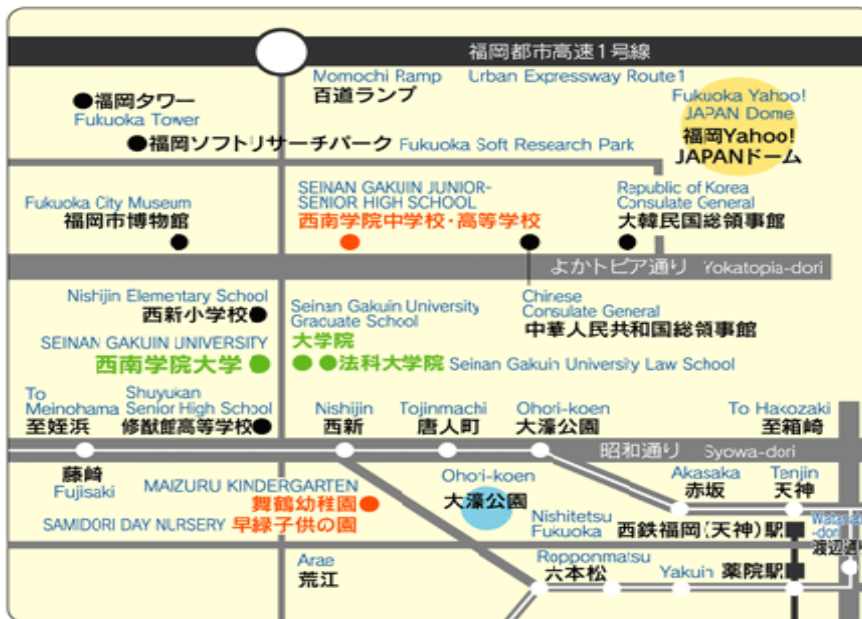 福岡都市高速1号線
Momochi Ramp
百道ランプ
Urban Expressway Route1
福岡タワー
Fukuoka Tower
Fukuoka Yahoo!
JAPAN Dome
福岡Yahoo!
JAPANドーム
福岡ソフトリサーチパーク Fukuoka Soft Research Park
Fukuoka City Museum
福岡市博物館
SEINAN GAKUIN JUNIOR-
SENIOR HIGH SCHOOL
西南学院中学校・高等学校
Republic of Korea
Consulate General
大韓民国総領事館
よかトピア通り Yokatopia-dori
Nishijin Elementary School
西新小学校
SEINAN GAKUIN UNIVERSITY
西南学院大学
Seinan Gakuin University
Graduate School
大学院
法科大学院 Seinan Gakuin University Law School
Chinese
Consulate General
中華人民共和国総領事館
To
Meinohama
至姪浜
Shuyukan
Senior High School
修猷館高等学校
Nishijin
西新
Tojinmachi
唐人町
Ohori-koen
大濠公園
To Hakozaki
至箱崎
昭和通り Syowa-dori
藤崎
Fujisaki
MAIZURU KINDERGARTEN
舞鶴幼稚園
SAMIDORI DAY NURSERY 早緑子供の園
Ohori-koen
大濠公園
Akasaka
赤坂
Tenjin
天神
Nishitetsu
Fukuoka
西鉄福岡(天神)駅
-dori
渡辺通り
Arae
荒江
Ropponmatsu
六本松
Yakuin 薬院駅